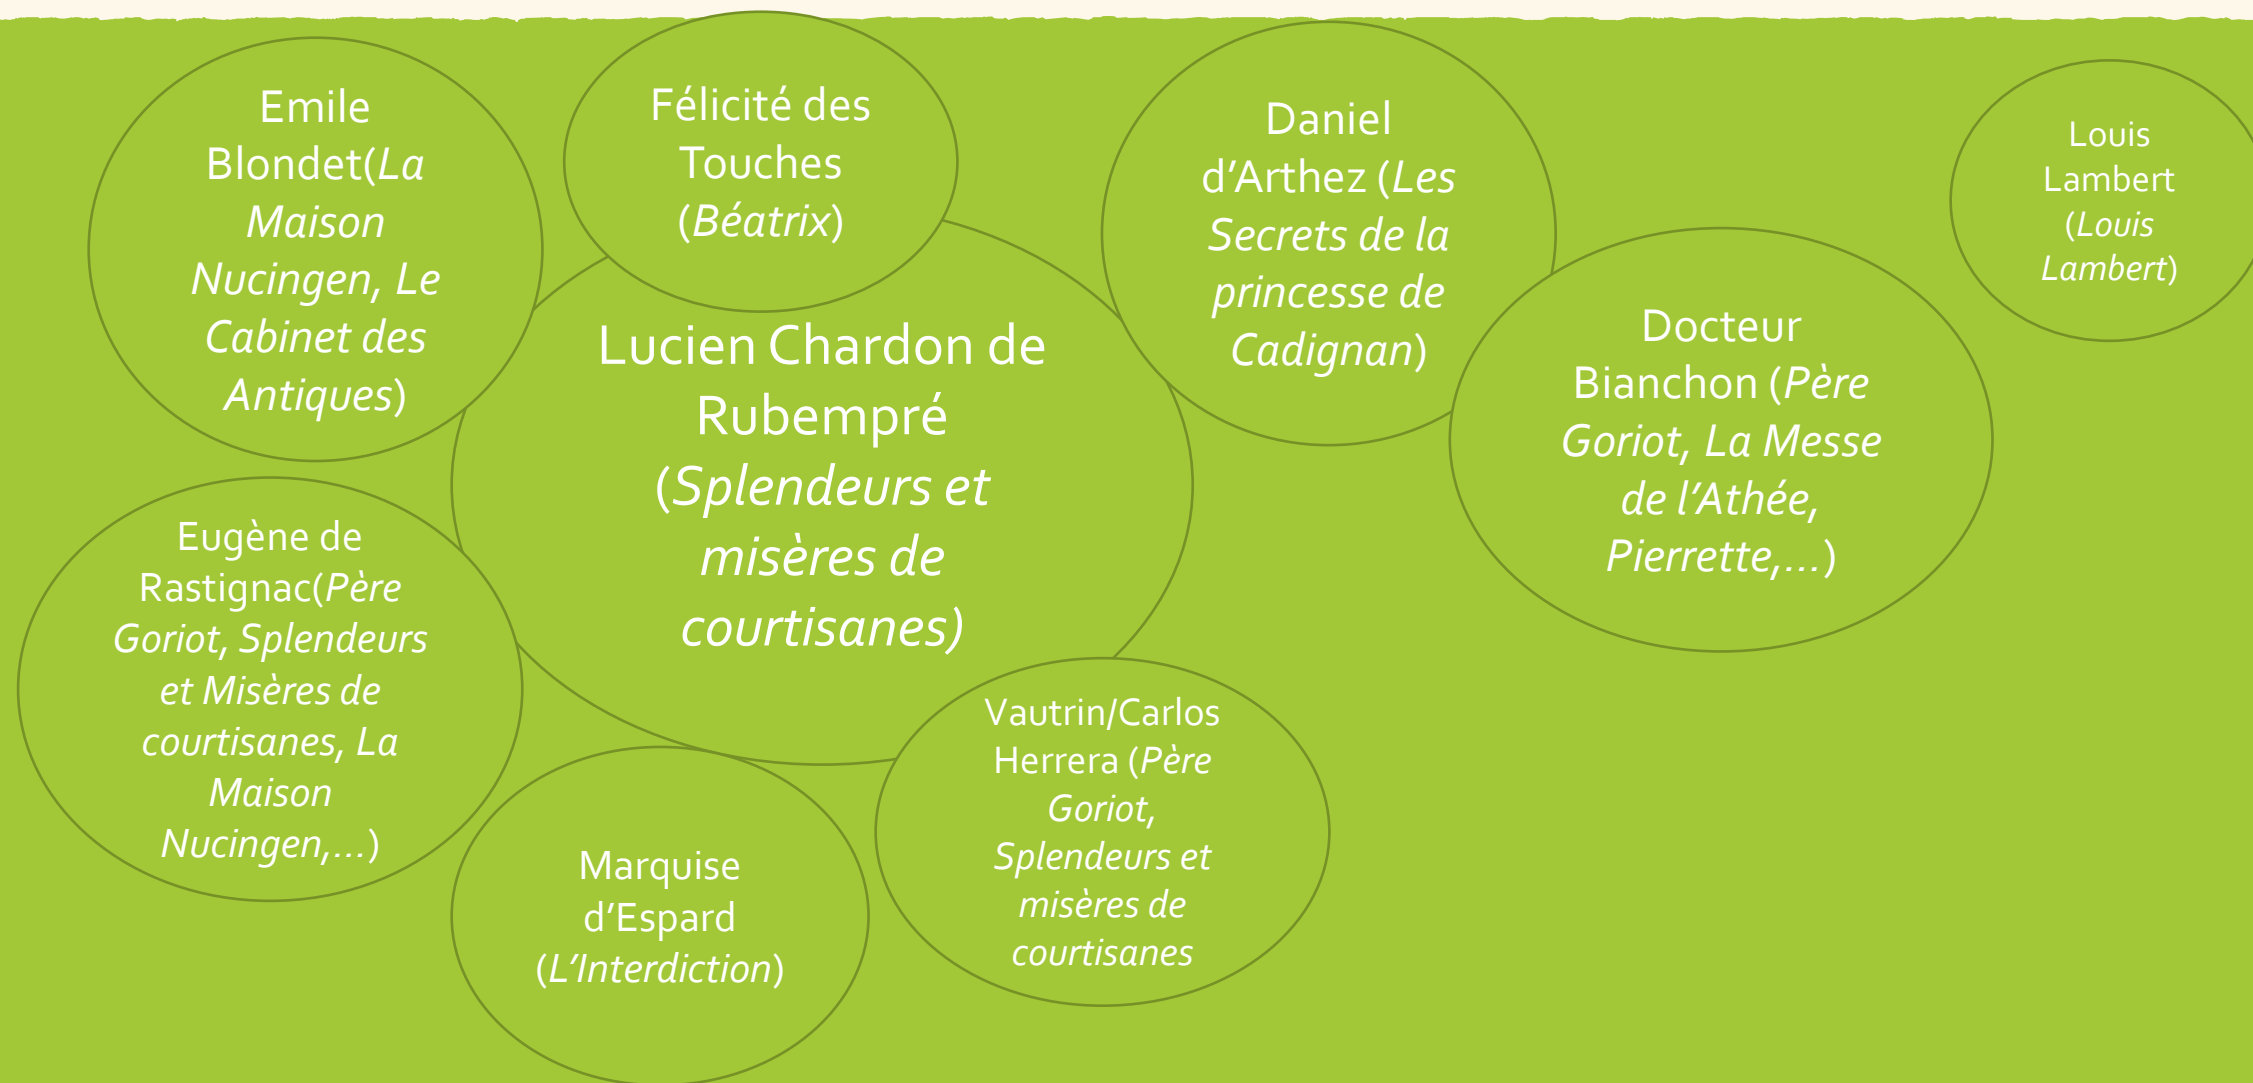 Emile
Blondet(La
Maison
Nucingen, Le
Cabinet des
Antiques)
Félicité des
Touches
(Béatrix)
Daniel
d’Arthez (Les
Secrets de la
princesse de
Cadignan)
Louis
Lambert
(Louis
Lambert)
Lucien Chardon de
Rubempré
(Splendeurs et
misères de
courtisanes)
Docteur
Bianchon (Père
Goriot, La Messe
de l’Athée,
Pierrette,...)
Eugène de
Rastignac(Père
Goriot, Splendeurs
et Misères de
courtisanes, La
Maison
Nucingen,...)
Marquise
d’Espard
(L’Interdiction)
Vautrin/Carlos
Herrera (Père
Goriot,
Splendeurs et
misères de
courtisanes